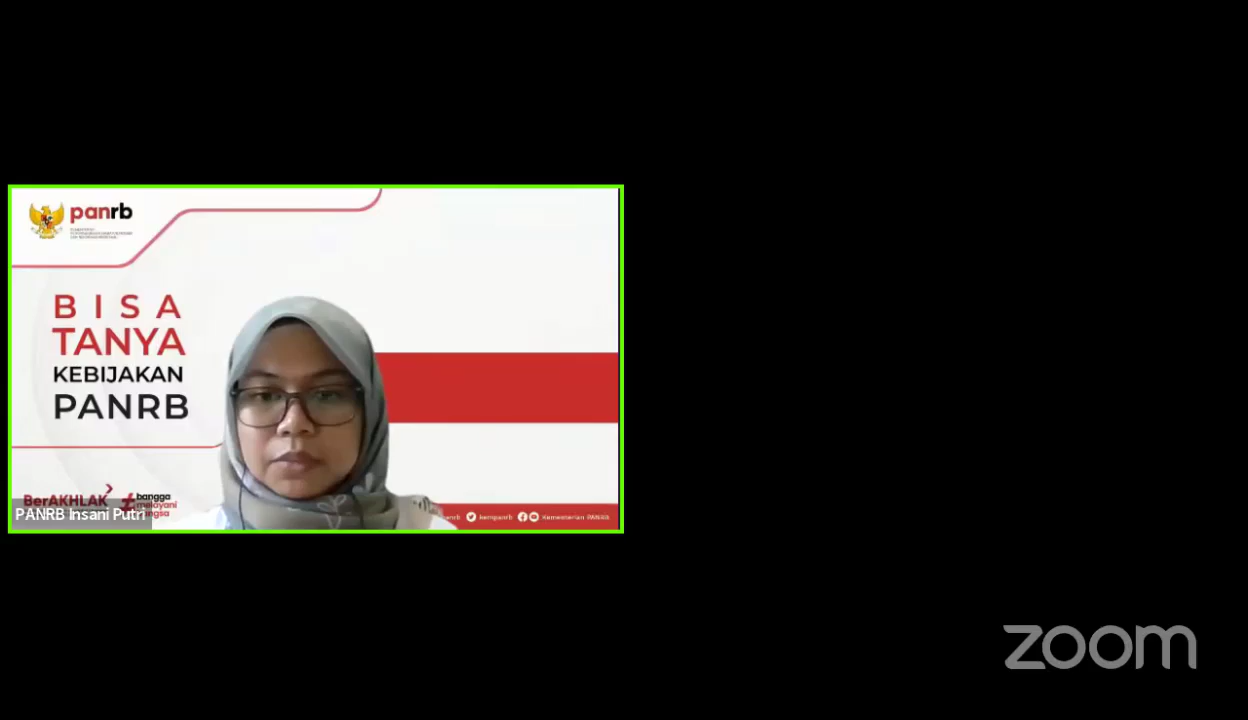 panrb
BISA
TANYA
KEBIJAKAN
PANRB
BerAKHLAK
bangga
melayani
bangsa
PANRB Insani Putri
kempanrb
Kementerian PANRB
zoom